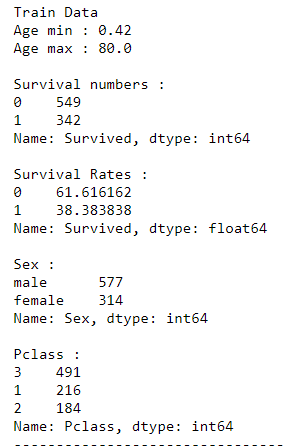 Train Data
Age min : 0.42
Age max : 80.0

Survival numbers :
0    549
1    342
Name: Survived, dtype: int64

Survival Rates :
0    61.616162
1    38.383838
Name: Survived, dtype: float64

Sex :
male      577
female    314
Name: Sex, dtype: int64

Pclass :
3    491
1    216
2    184
Name: Pclass, dtype: int64
--------------------------------